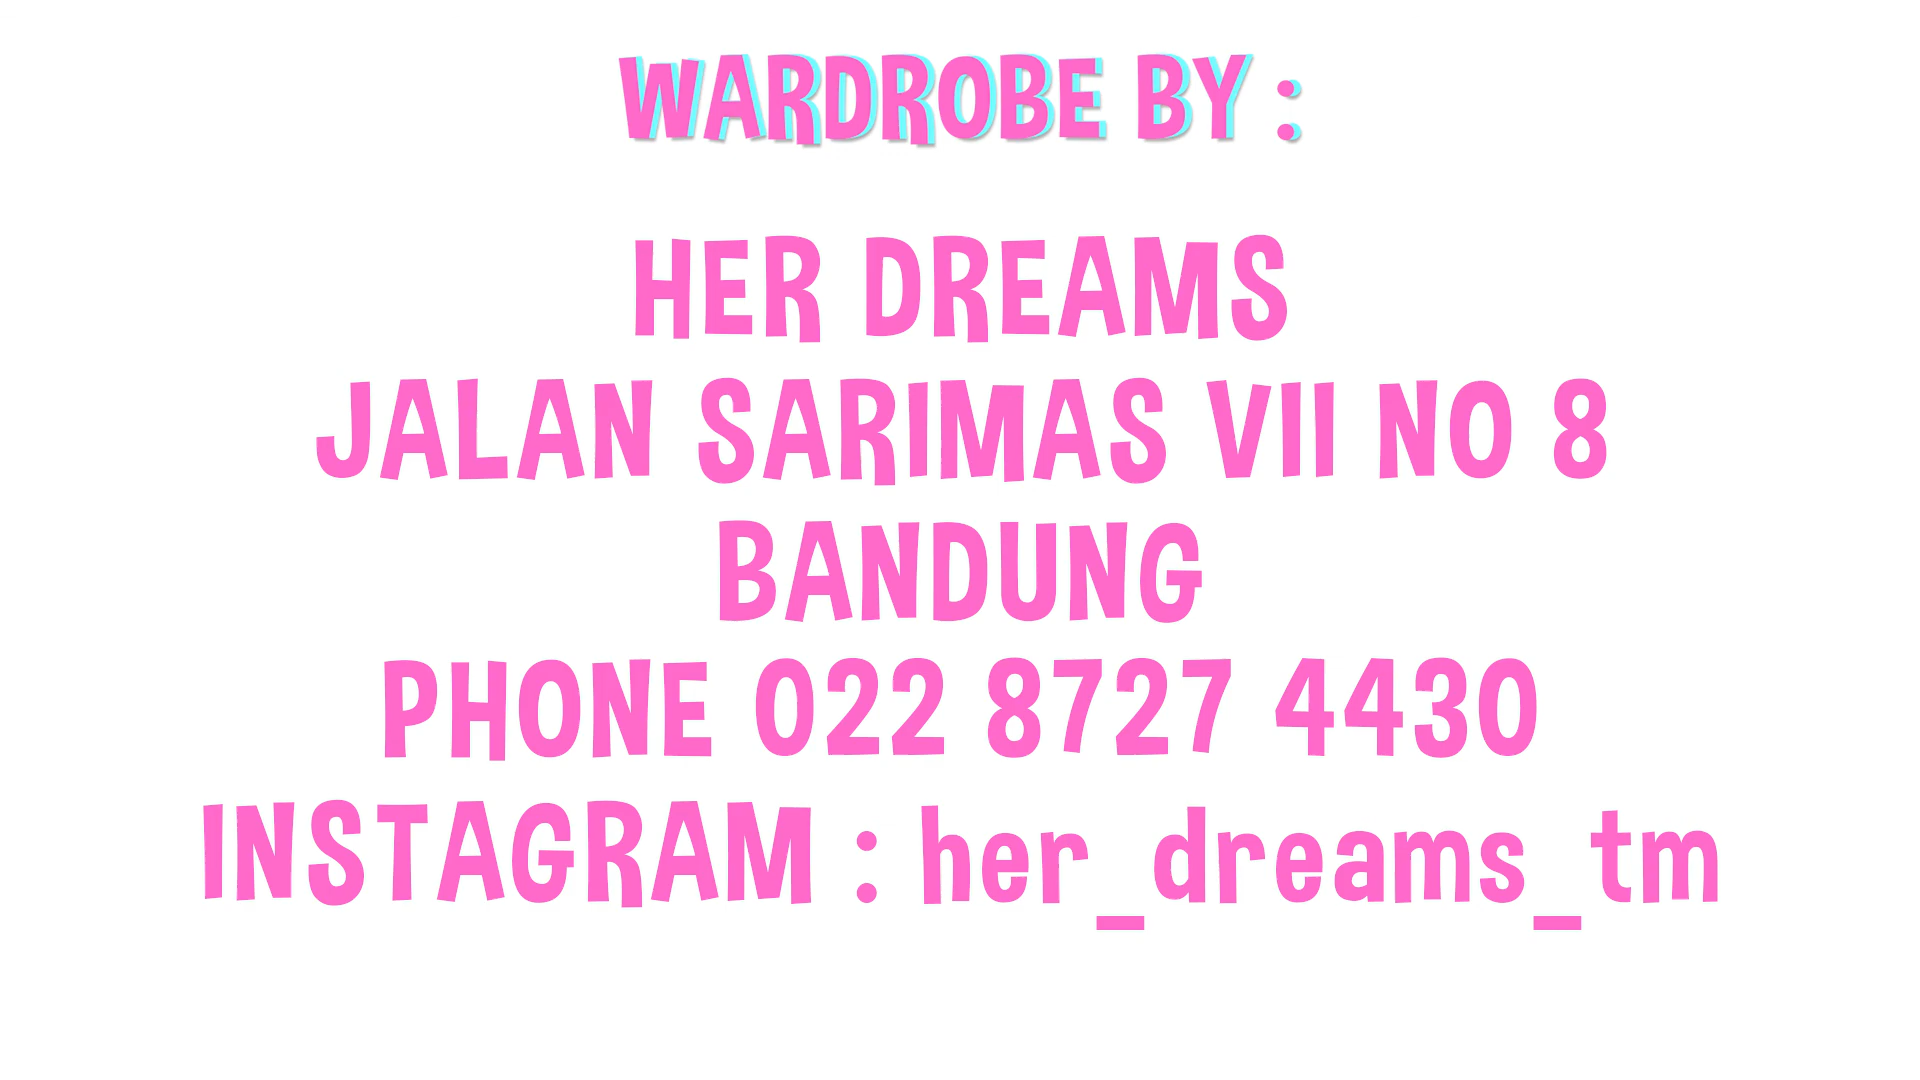 WARDROBE BY :
HER DREAMS
JALAN SARIMAS VII NO 8
BANDUNG
PHONE 022 8727 4430
INSTAGRAM : her_dreams_tm